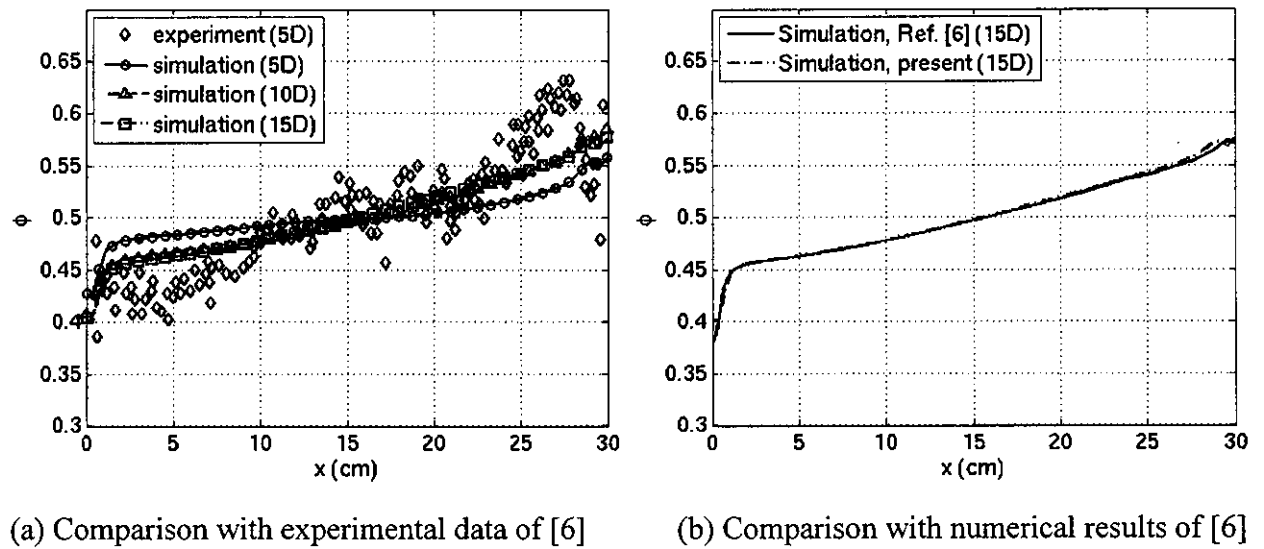 0.65
0.6
0.55
0.5
0.45
0.4
0.35
0.3
ϕ
experiment (5D)
simulation (5D)
simulation (10D)
simulation (15D)
0 5 10 15 20 25 30
x (cm)
0.65
0.6
0.55
0.5
0.45
0.4
0.35
0.3
ϕ
Simulation, Ref. [6] (15D)
Simulation, present (15D)
0 5 10 15 20 25 30
x (cm)
(a) Comparison with experimental data of [6]
(b) Comparison with numerical results of [6]